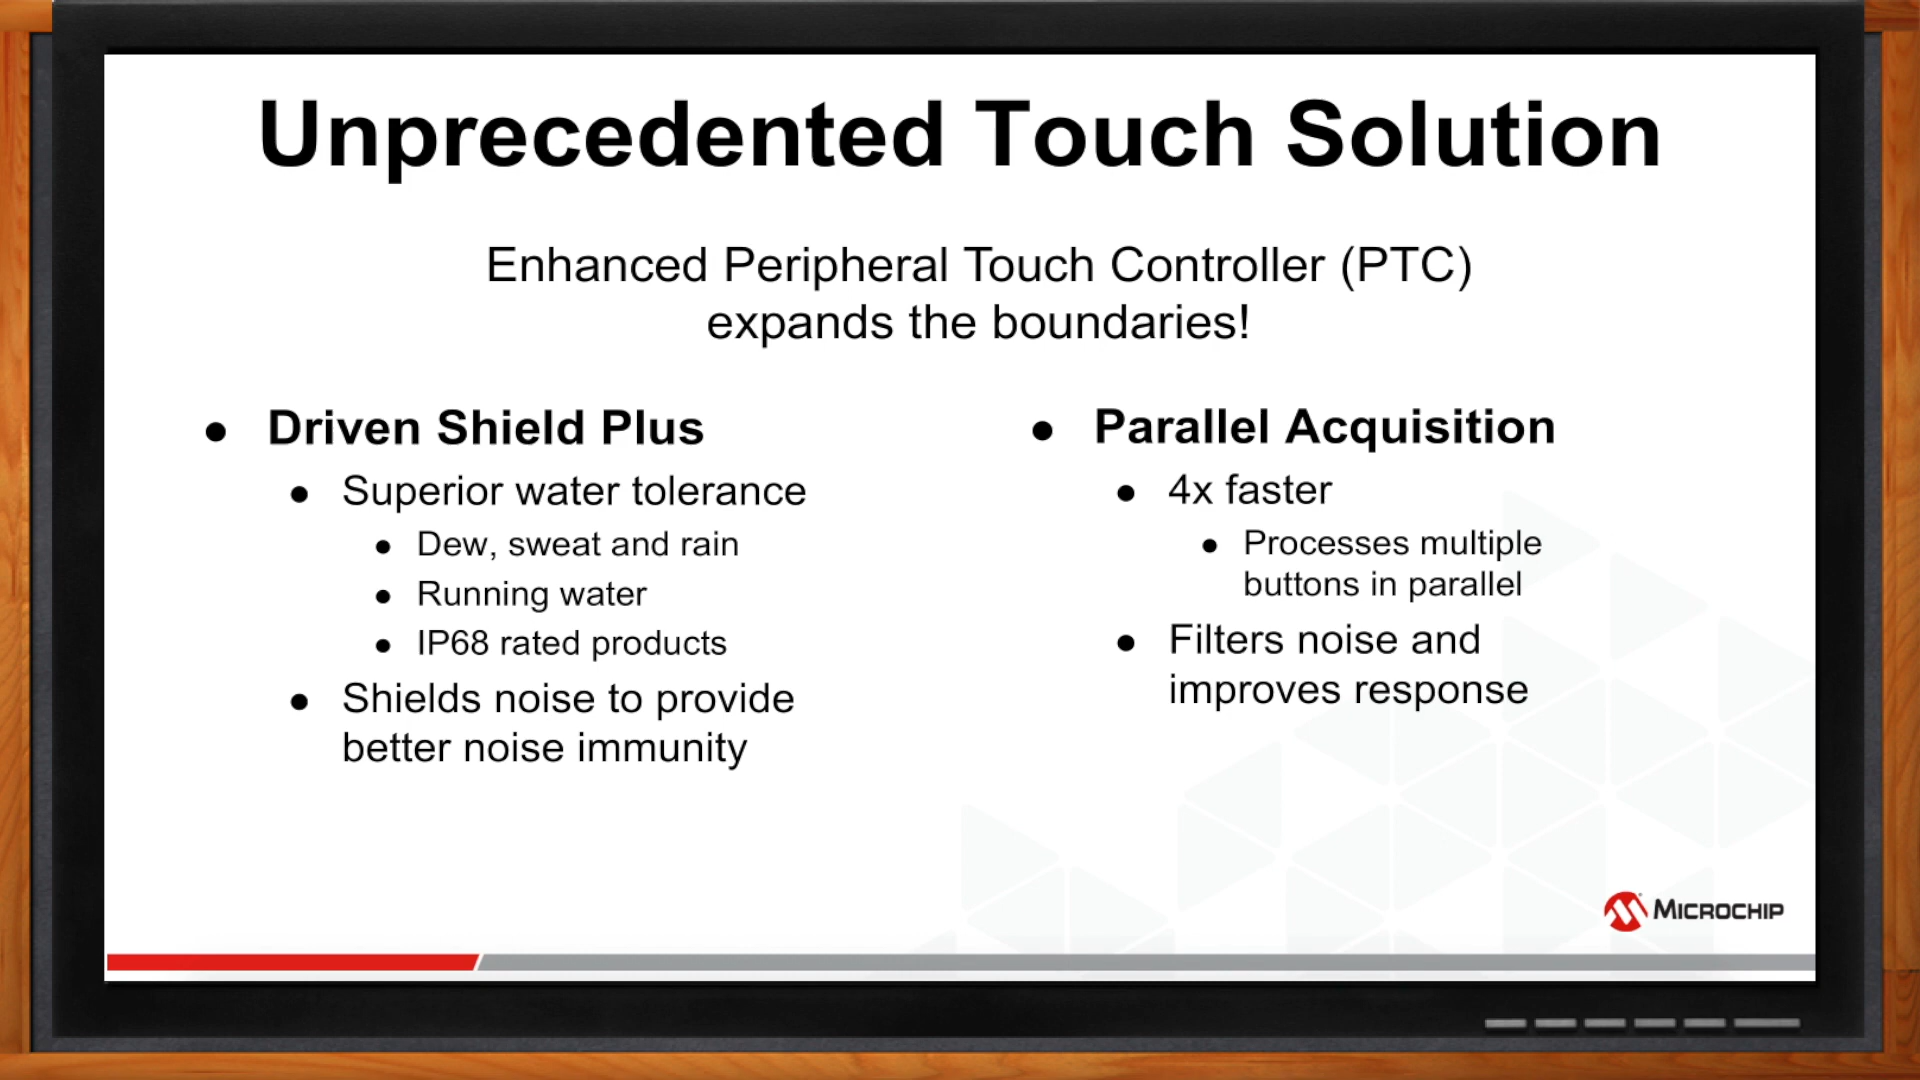 Unprecedented Touch Solution
Enhanced Peripheral Touch Controller (PTC)
expands the boundaries!
● Driven Shield Plus
● Superior water tolerance
● Dew, sweat and rain
● Running water
● IP68 rated products
● Shields noise to provide
better noise immunity
● Parallel Acquisition
● 4x faster
● Processes multiple
buttons in parallel
● Filters noise and
improves response
MICROCHIP